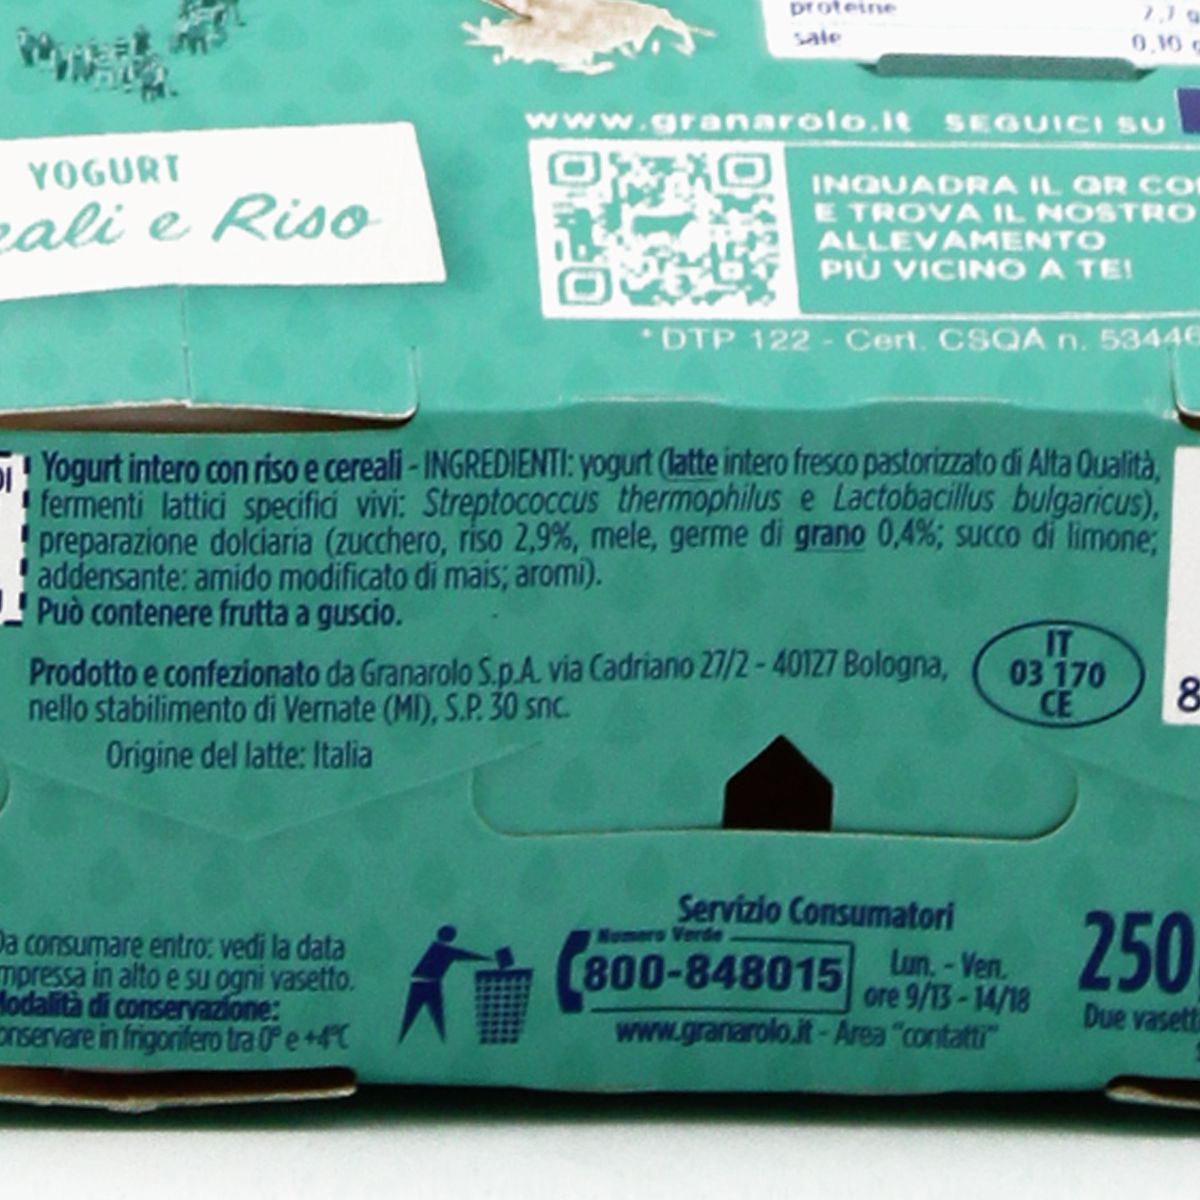 proteine 7,7 g
sale 0,10 g
www.granarolo.it SEGUICI SU
YOGURT
eali e Riso
INQUADRA IL QR CO
E TROVA IL NOSTRO
ALLEVAMENTO
PIÙ VICINO A TE!
* DTP 122 - Cert. CSQA n. 53446
Yogurt intero con riso e cereali - INGREDIENTI: yogurt (latte intero fresco pastorizzato di Alta Qualità,
fermenti lattici specifici vivi: Streptococcus thermophilus e Lactobacillus bulgaricus),
preparazione dolciaria (zucchero, riso 2,9%, mele, germe di grano 0,4%; succo di limone;
addensante: amido modificato di mais; aromi).
Può contenere frutta a guscio.
Prodotto e confezionato da Granarolo S.p.A. via Cadriano 27/2 - 40127 Bologna,
nello stabilimento di Vernate (MI), S.P. 30 snc.
Origine del latte: Italia
IT
03 170
CE
8
Da consumare entro: vedi la data
mpressa in alto e su ogni vasetto.
Modalità di conservazione:
onservare in frigorifero tra 0° e +4°C
Servizio Consumatori
Numero Verde
800-848015
Lun. - Ven.
ore 9/13 - 14/18
www.granarolo.it - Area "contatti"
250
Due vasett